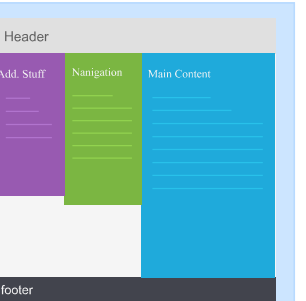 Header
Add. Stuff
Nanigation
Main Content
footer